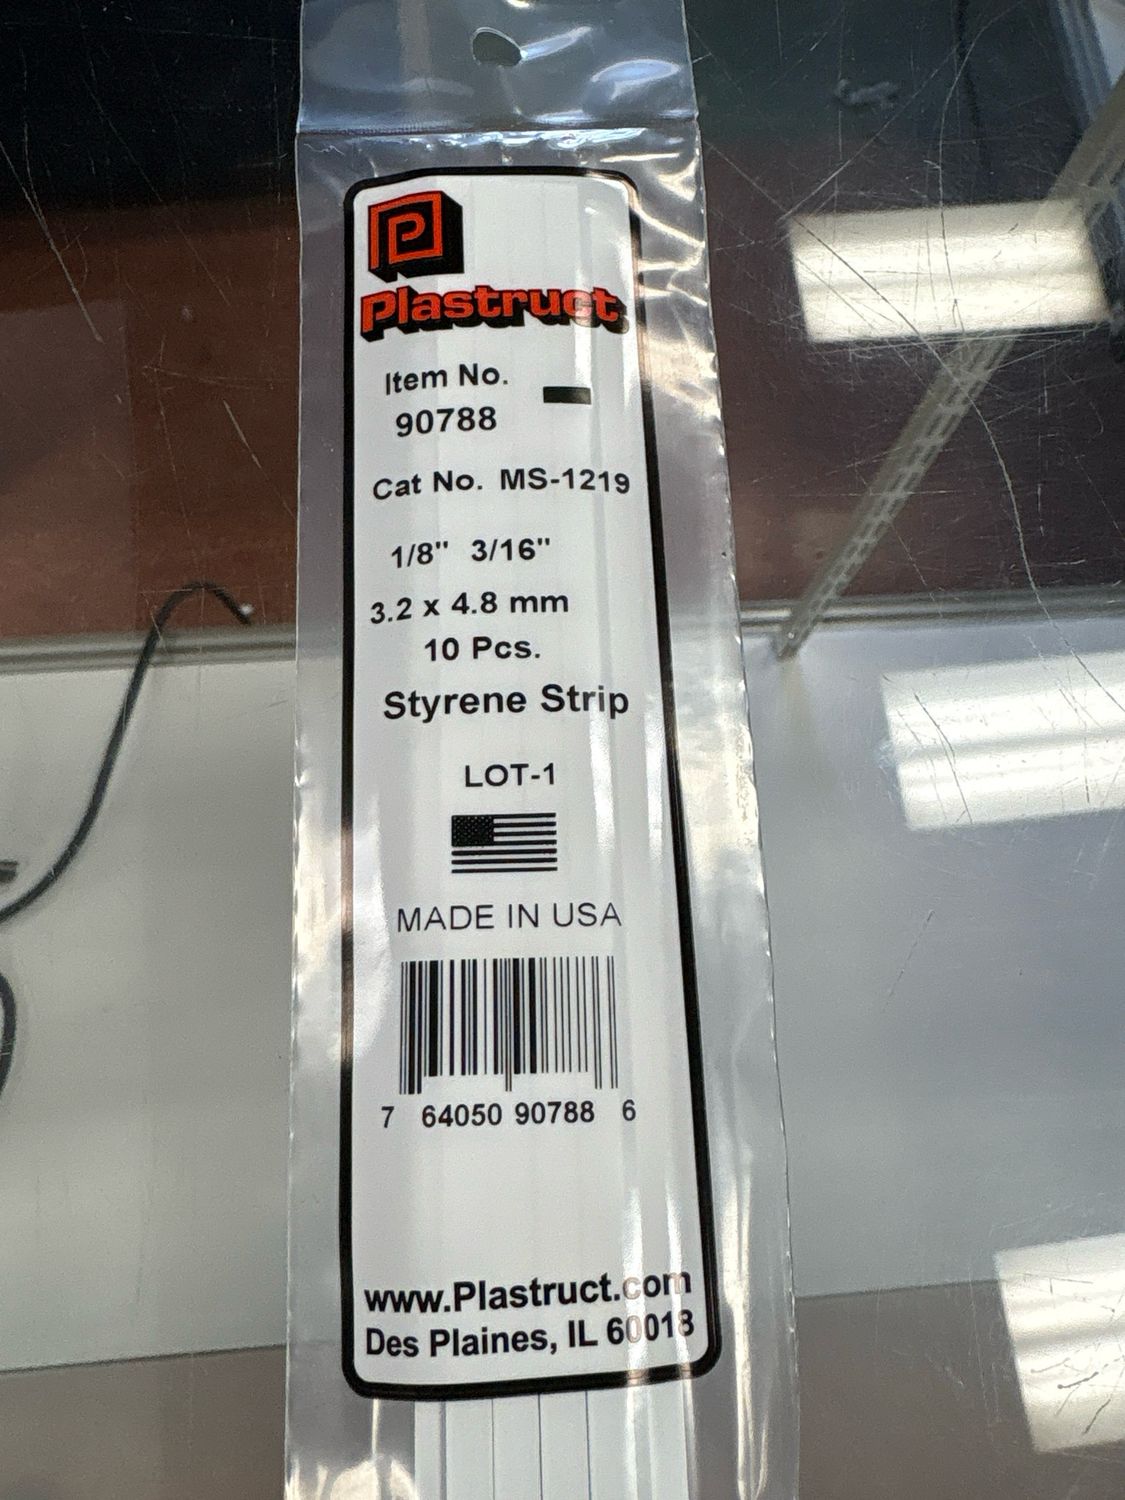 Plastruct
Item No.
90788
Cat No. MS-1219
1/8" 3/16"
3.2 x 4.8 mm
10 Pcs.
Styrene Strip
LOT-1
MADE IN USA
7 64050 90788 6
www.Plastruct.com
Des Plaines, IL 60018